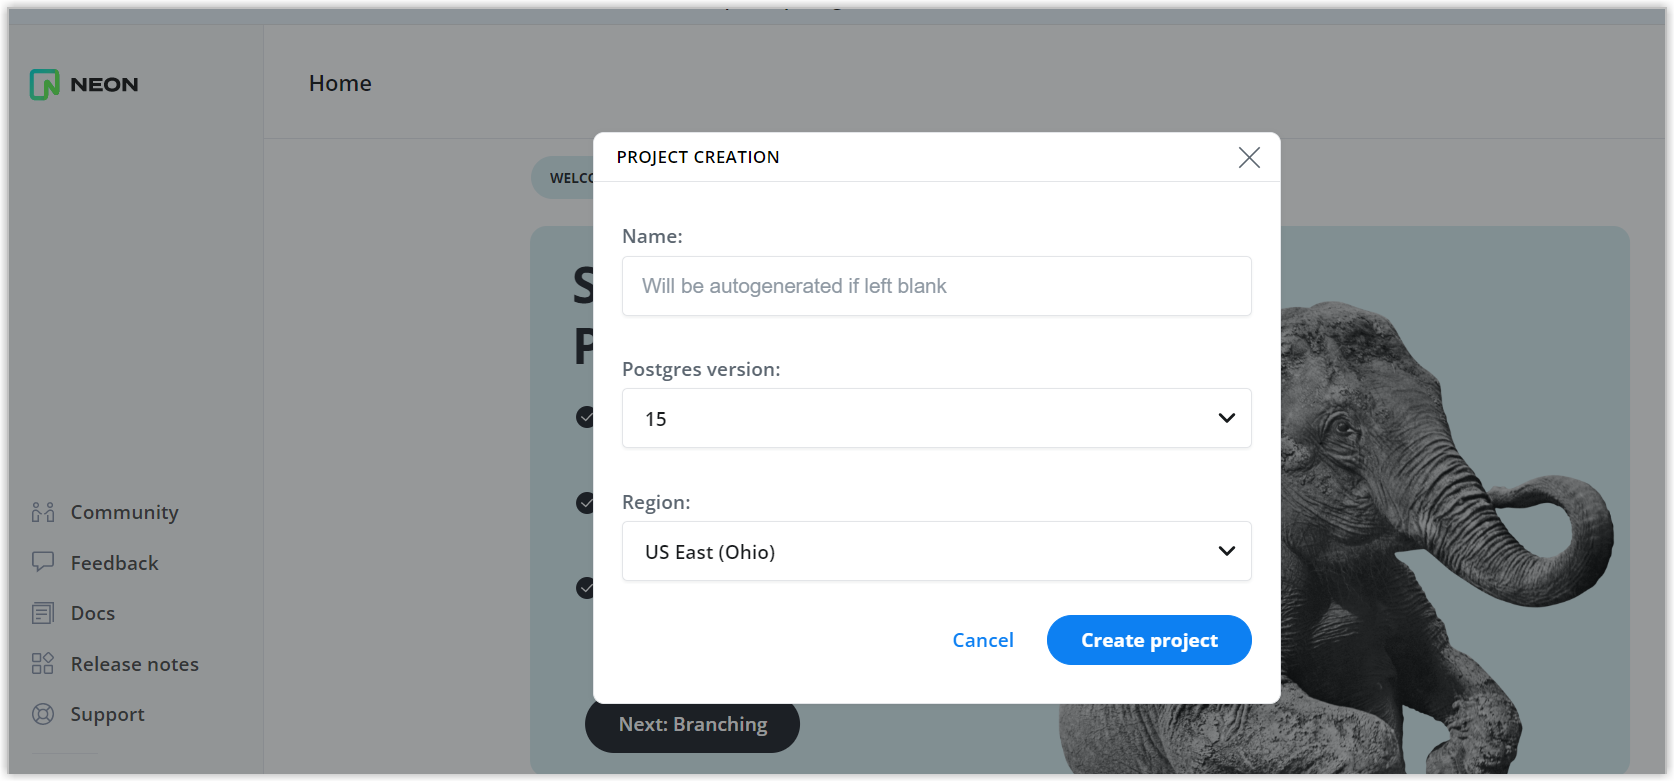 NEON
Home
WELCO
PROJECT CREATION
Name:
Will be autogenerated if left blank
Postgres version:
15
Region:
US East (Ohio)
Cancel
Create project
Next: Branching
Community
Feedback
Docs
Release notes
Support